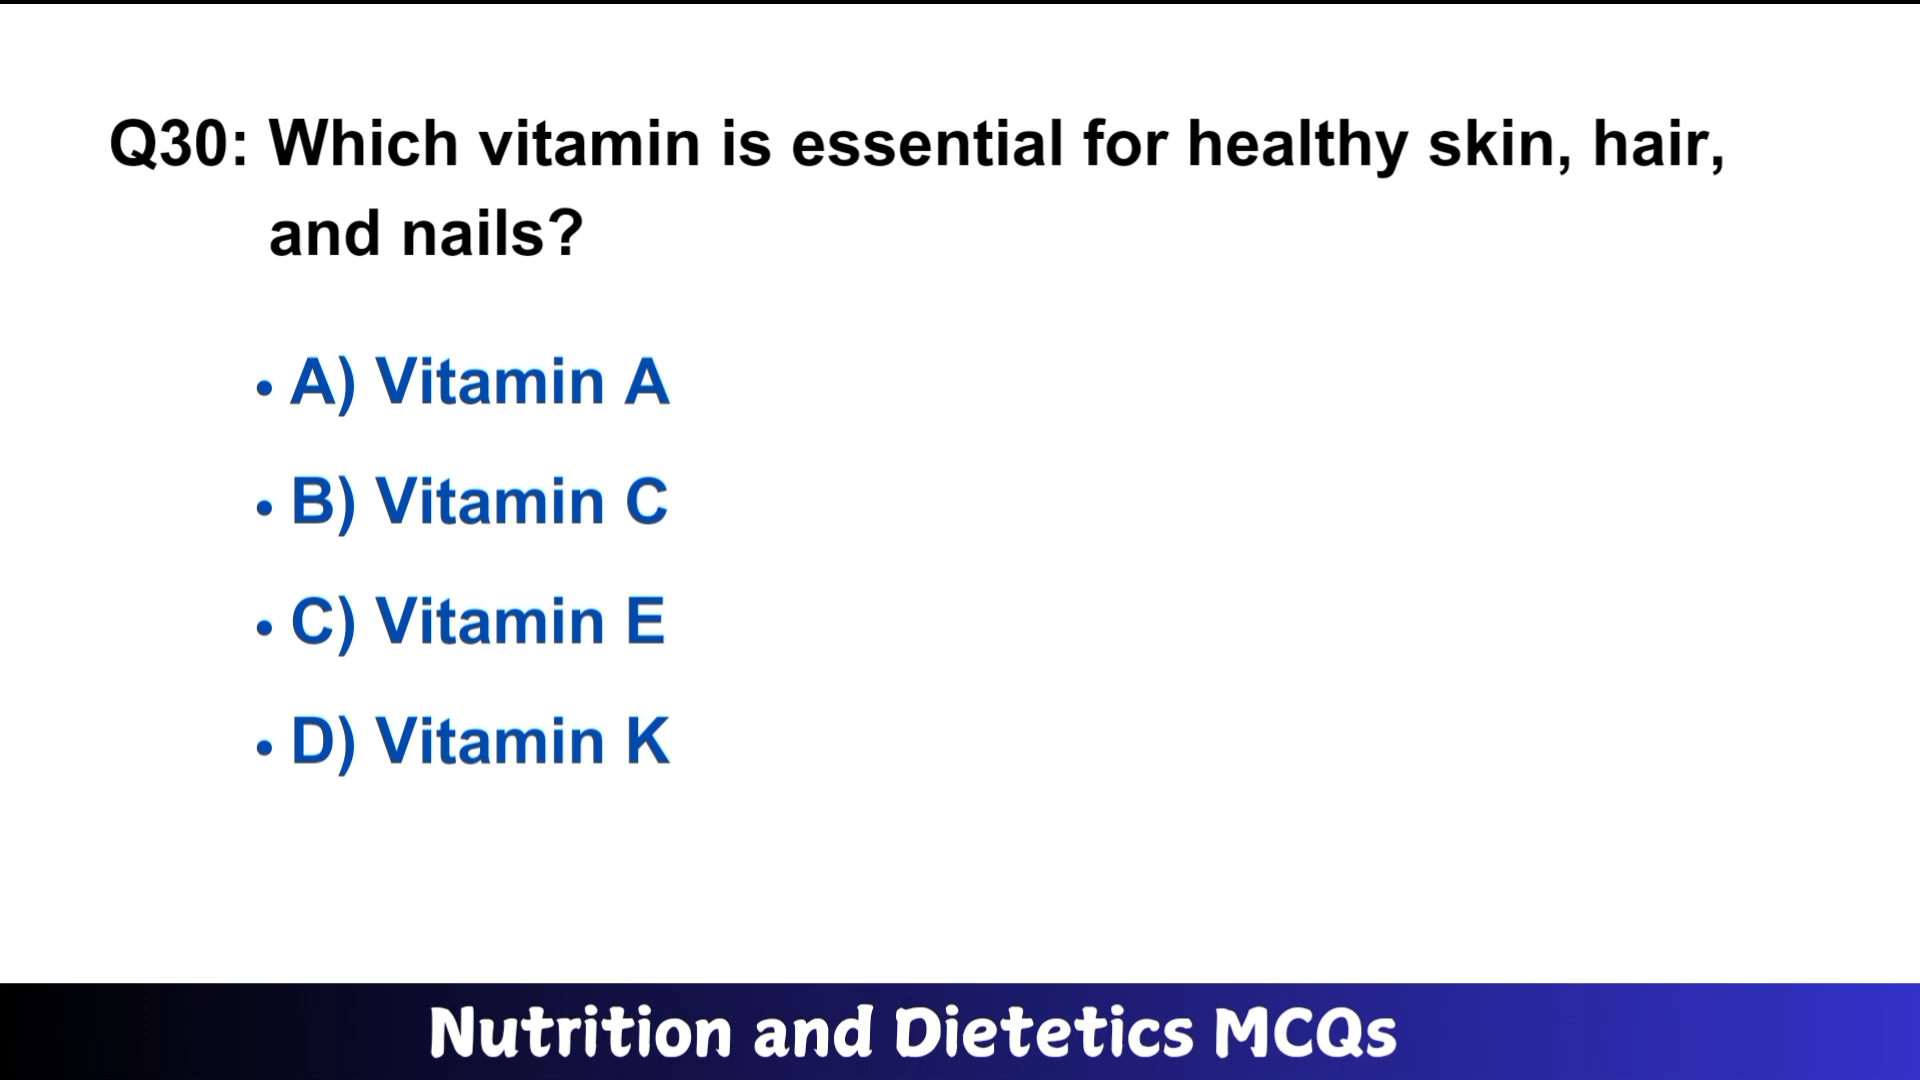 Q30: Which vitamin is essential for healthy skin, hair,
and nails?
• A) Vitamin A
• B) Vitamin C
• C) Vitamin E
• D) Vitamin K
Nutrition and Dietetics MCQs